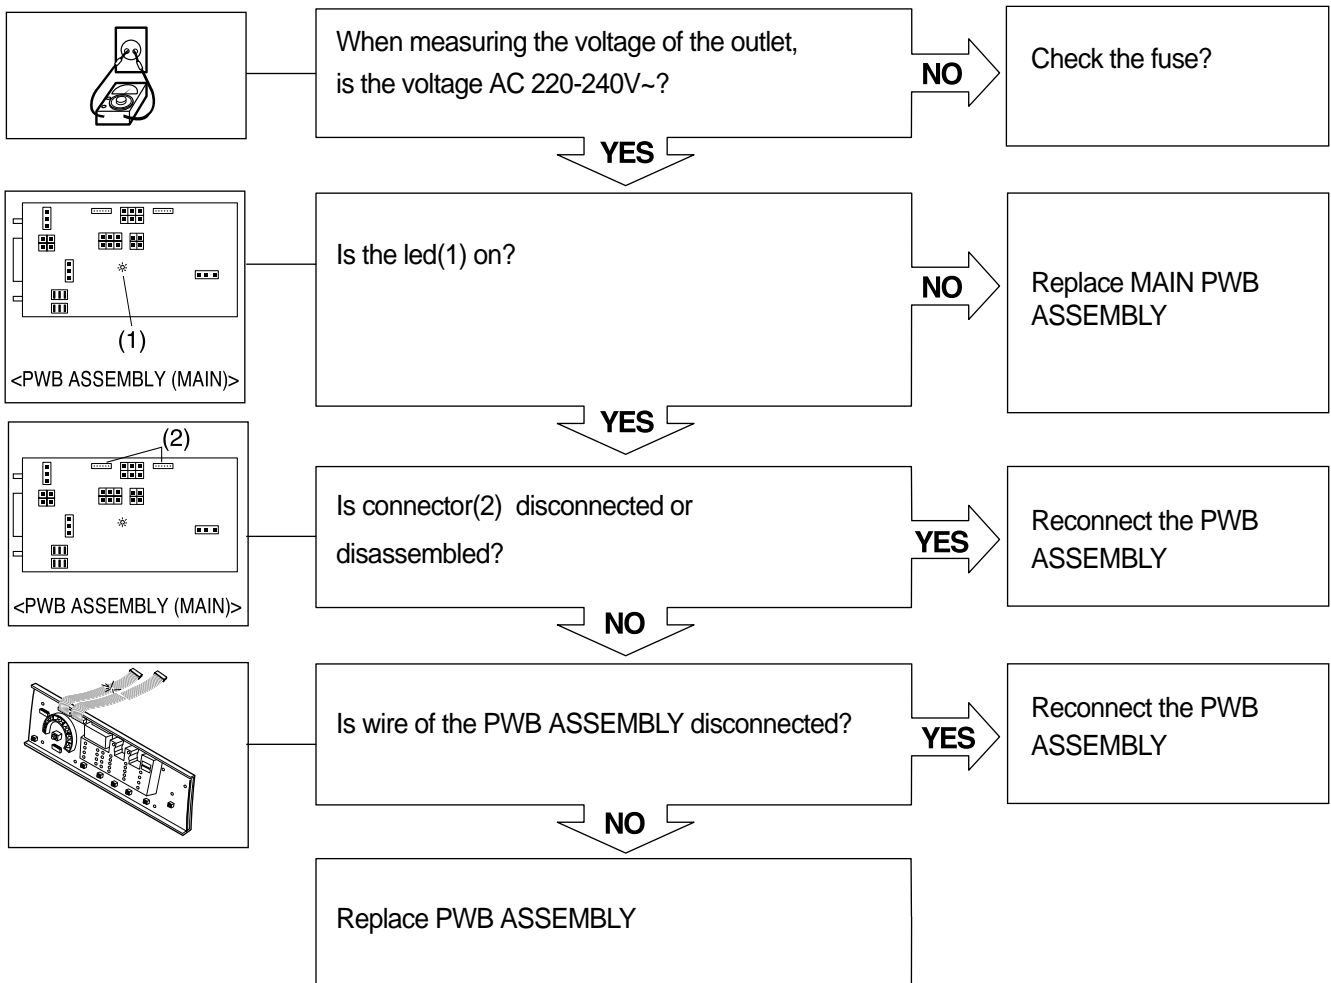 When measuring the voltage of the outlet,
is the voltage AC 220-240V~?
NO
Check the fuse?
YES
Is the led(1) on?
NO
Replace MAIN PWB
ASSEMBLY
(1)
<PWB ASSEMBLY (MAIN)>
YES
(2)
Is connector(2) disconnected or
disassembled?
YES
Reconnect the PWB
ASSEMBLY
<PWB ASSEMBLY (MAIN)>
NO
Is wire of the PWB ASSEMBLY disconnected?
YES
Reconnect the PWB
ASSEMBLY
NO
Replace PWB ASSEMBLY